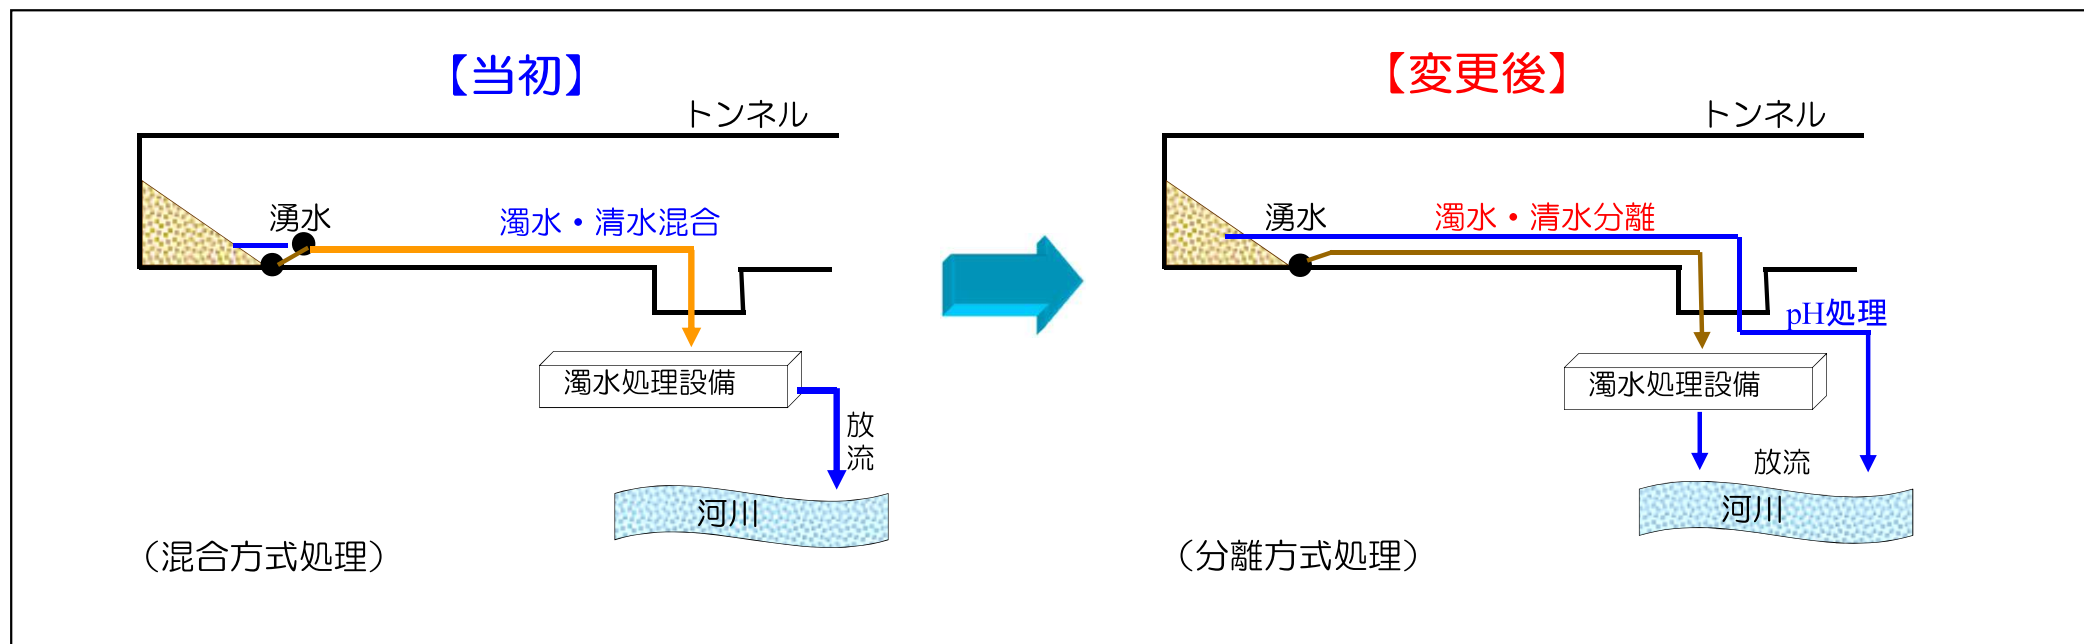 【当初】
トンネル
湧水
濁水・清水混合
濁水処理設備
放流
河川
（混合方式処理）
【変更後】
トンネル
湧水
濁水・清水分離
pH処理
濁水処理設備
放流
河川
（分離方式処理）